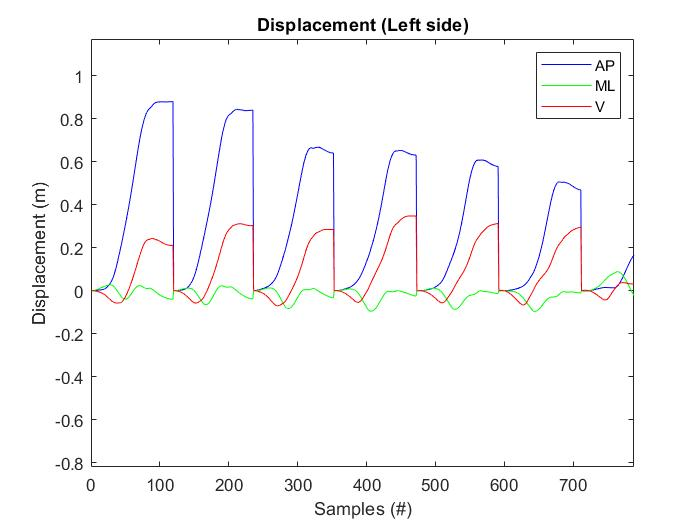 Displacement (Left side)
AP
ML
V
Displacement (m)
1
0.8
0.6
0.4
0.2
0
-0.2
-0.4
-0.6
-0.8
0 100 200 300 400 500 600 700
Samples (#)